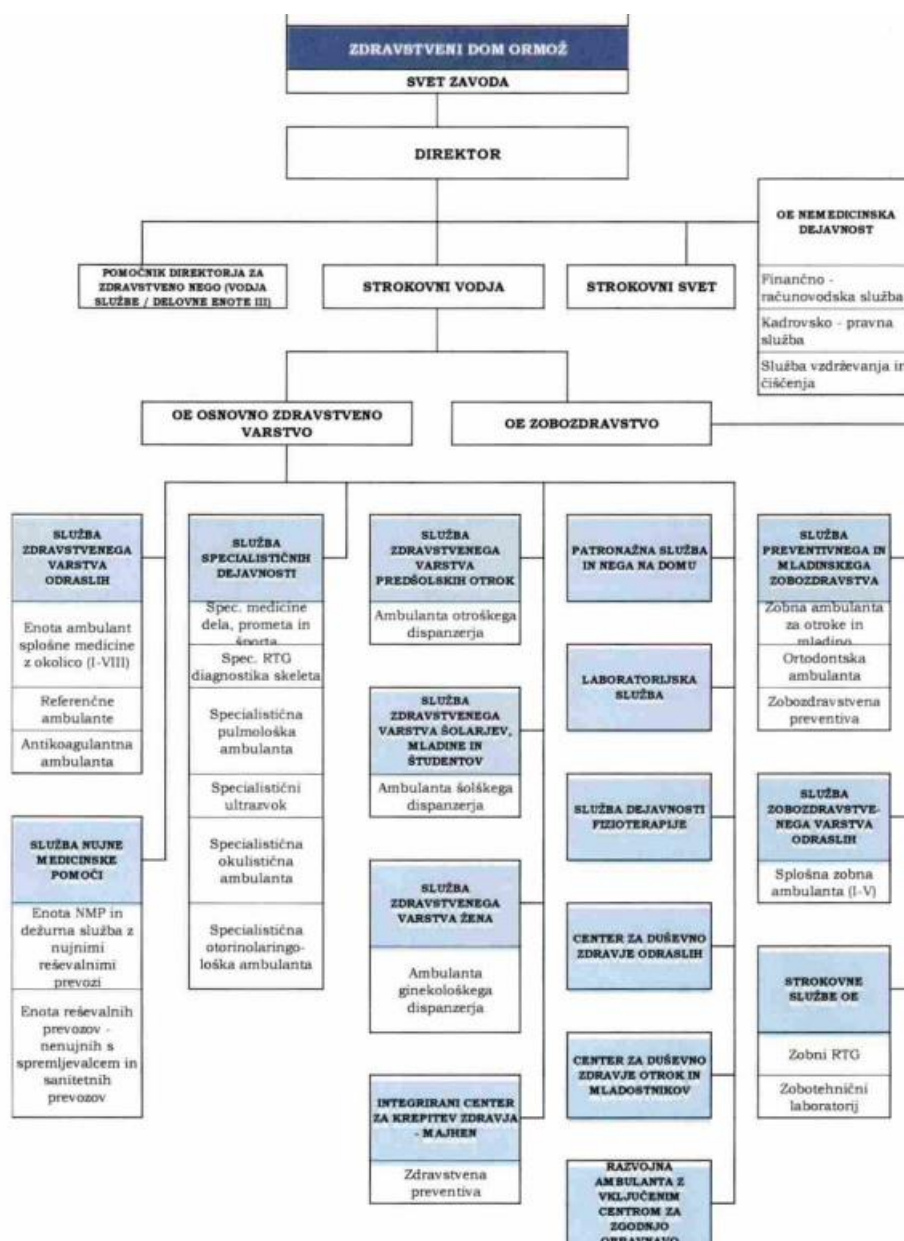 ZDRAVSTVENI DOM ORMOŽ
SVET ZAVODA
DIREKTOR
OE NEMEDICINSKA
DEJAVNOST
Finančno -
računovodska služba
Kadrovsko - pravna
služba
Služba vzdrževanja in
čiščenja
POMOČNIK DIREKTORJA ZA
ZDRAVSTVENO NEGO (VODJA
SLUŽBE / DELOVNE ENOTE III)
STROKOVNI VODJA
STROKOVNI SVET
OE OSNOVNO ZDRAVSTVENO
VARSTVO
OE ZOBOZDRAVSTVO
SLUŽBA
ZDRAVSTVENEGA
VARSTVA
ODRASLIH
Enota ambulant
splošne medicine
z okolico (I-VIII)
Referenčne
ambulante
Antikoagulantna
ambulanta
SLUŽBA NUJNE
MEDICINSKE
POMOČI
Enota NMP in
dežurna služba z
nujnimi
reševalnimi
prevozi
Enota reševalnih
prevozov -
nenujnih s
spremljevalcem in
sanitetnih
prevozov
SLUŽBA
SPECIALISTIČNIH
DEJAVNOSTI
Spec. medicine
dela, prometa in
športa
Spec. RTG
diagnostika skeleta
Specialistična
pulmološka
ambulanta
Specialistični
ultrazvok
Specialistična
okulistična
ambulanta
Specialistična
otorinolaringo-
loška ambulanta
SLUŽBA
ZDRAVSTVENEGA
VARSTVA
PREDŠOLSKIH OTROK
Ambulanta otroškega
dispanzerja
SLUŽBA
ZDRAVSTVENEGA
VARSTVA ŠOLARJEV,
MLADINE IN
ŠTUDENTOV
Ambulanta šolškega
dispanzerja
SLUŽBA
ZDRAVSTVENEGA
VARSTVA ŽENA
Ambulanta
ginekološkega
dispanzerja
INTEGRIRANI CENTER
ZA KREPITEV ZDRAVJA
- MAJHEN
Zdravstvena
preventiva
PATRONAŽNA SLUŽBA
IN NEGA NA DOMU
LABORATORIJSKA
SLUŽBA
SLUŽBA DEJAVNOSTI
FIZIOTERAPIJE
CENTER ZA DUŠEVNO
ZDRAVJE ODRASLIH
CENTER ZA DUŠEVNO
ZDRAVJE OTROK IN
MLADOSTNIKOV
RAZVOJNA
AMBULANTA Z
VKLJUČENIM
CENTROM ZA
ZGODNJO
OBRAVNAVO
SLUŽBA
PREVENTIVNEGA IN
MLADINSKEGA
ZOBOZDRAVSTVA
Zobna ambulanta
za otroke in
mladino
Ortodontska
ambulanta
Zobozdravstvena
preventiva
SLUŽBA
ZOBOZDRAVSTVE-
NEGA VARSTVA
ODRASLIH
Splošna zobna
ambulanta (I-V)
STROKOVNE
SLUŽBE OE
Zobni RTG
Zobotehnični
laboratorij